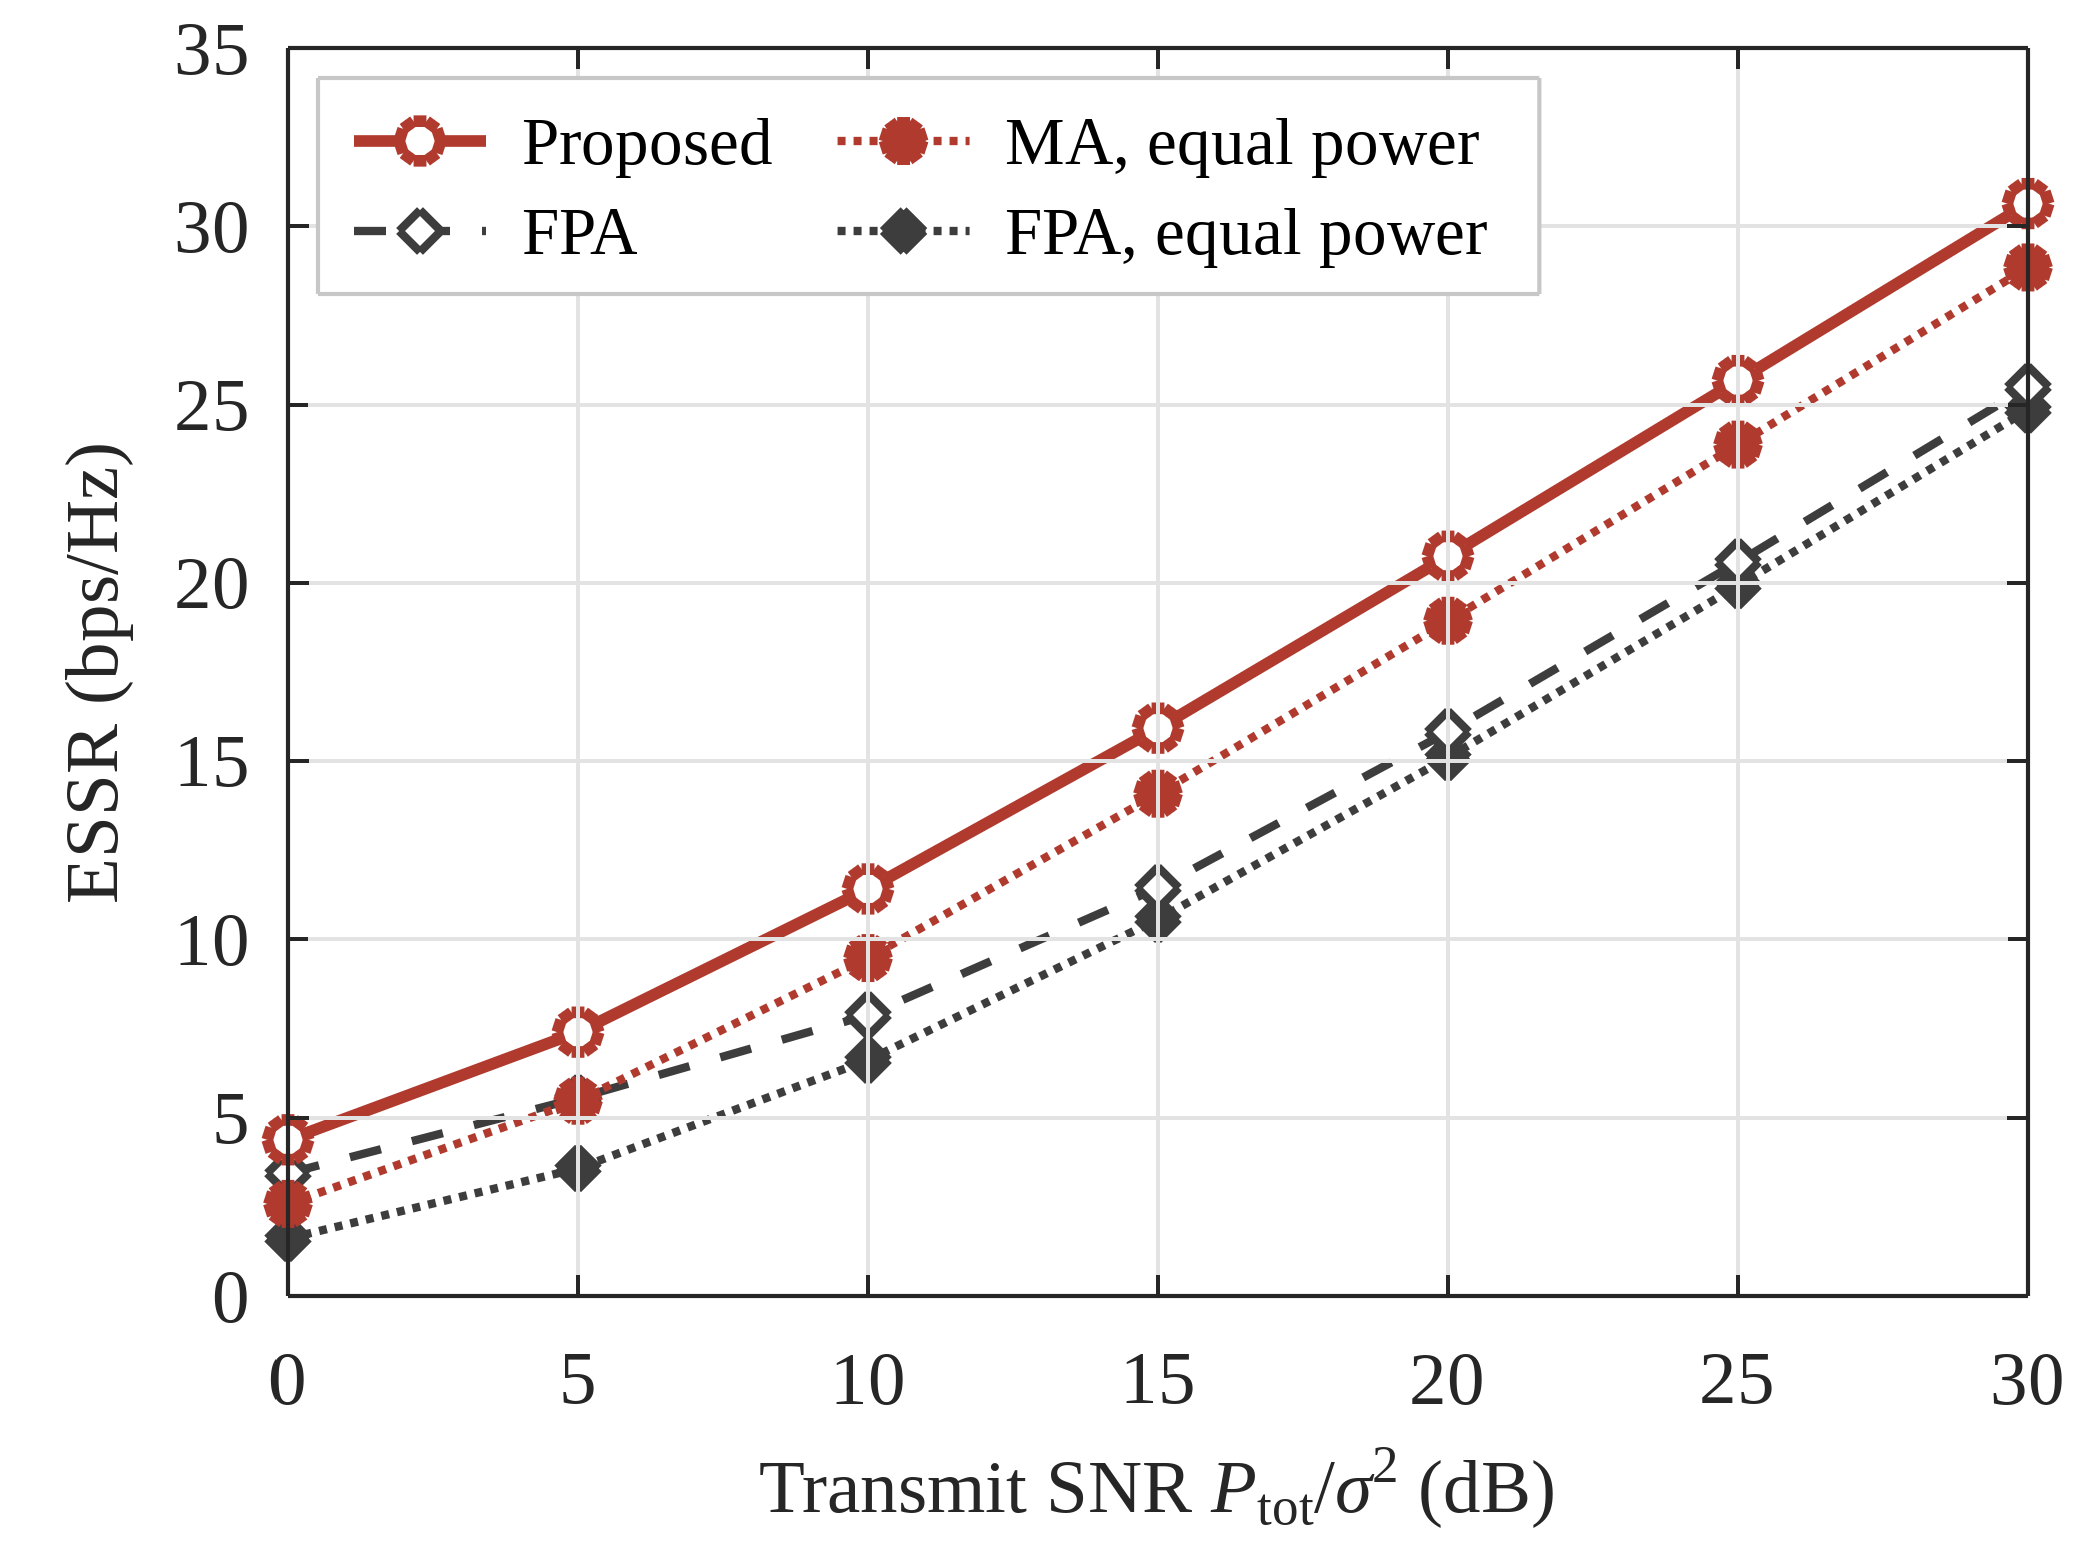 35
30
25
20
15
10
5
0
ESSR (bps/Hz)
Proposed
FPA
MA, equal power
FPA, equal power
0 5 10 15 20 25 30
Transmit SNR P_tot/σ² (dB)